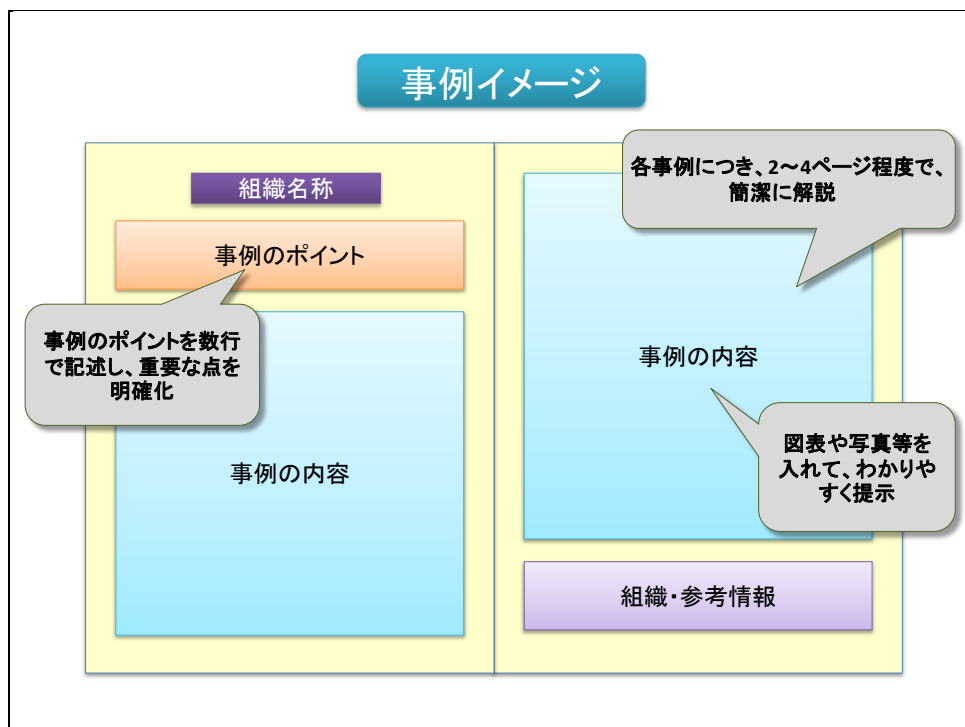 事例イメージ
組織名称
事例のポイント
事例のポイントを数行
で記述し、重要な点を
明確化
事例の内容
各事例につき、2～4ページ程度で、
簡潔に解説
事例の内容
図表や写真等を
入れて、わかりや
すく提示
組織・参考情報